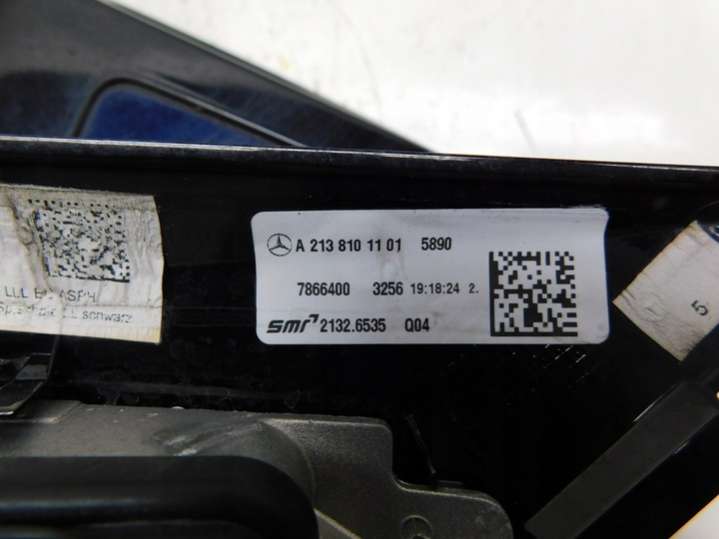 A 213 810 11 01 5890
7866400 3256 19:18:24 2.
smr 2132.6535 Q04
schwarz
5